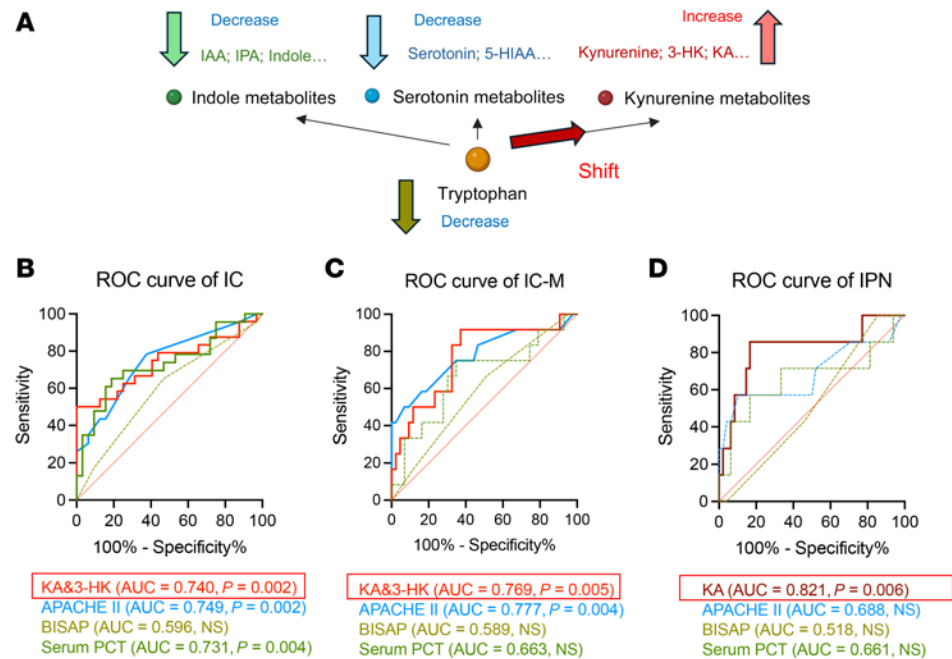 A
Decrease
Decrease
Increase
IAA; IPA; Indole…
Serotonin; 5-HIAA…
Kynurenine; 3-HK; KA…
Indole metabolites
Serotonin metabolites
Kynurenine metabolites
Shift
Tryptophan
Decrease
B
ROC curve of IC
Sensitivity
100
80
60
40
20
0
0 20 40 60 80 100
100% - Specificity%
KA&3-HK (AUC = 0.740, P = 0.002)
APACHE II (AUC = 0.749, P = 0.002)
BISAP (AUC = 0.596, NS)
Serum PCT (AUC = 0.731, P = 0.004)
C
ROC curve of IC-M
Sensitivity
100
80
60
40
20
0
0 20 40 60 80 100
100% - Specificity%
KA&3-HK (AUC = 0.769, P = 0.005)
APACHE II (AUC = 0.777, P = 0.004)
BISAP (AUC = 0.589, NS)
Serum PCT (AUC = 0.663, NS)
D
ROC curve of IPN
Sensitivity
100
80
60
40
20
0
0 20 40 60 80 100
100% - Specificity%
KA (AUC = 0.821, P = 0.006)
APACHE II (AUC = 0.688, NS)
BISAP (AUC = 0.518, NS)
Serum PCT (AUC = 0.661, NS)